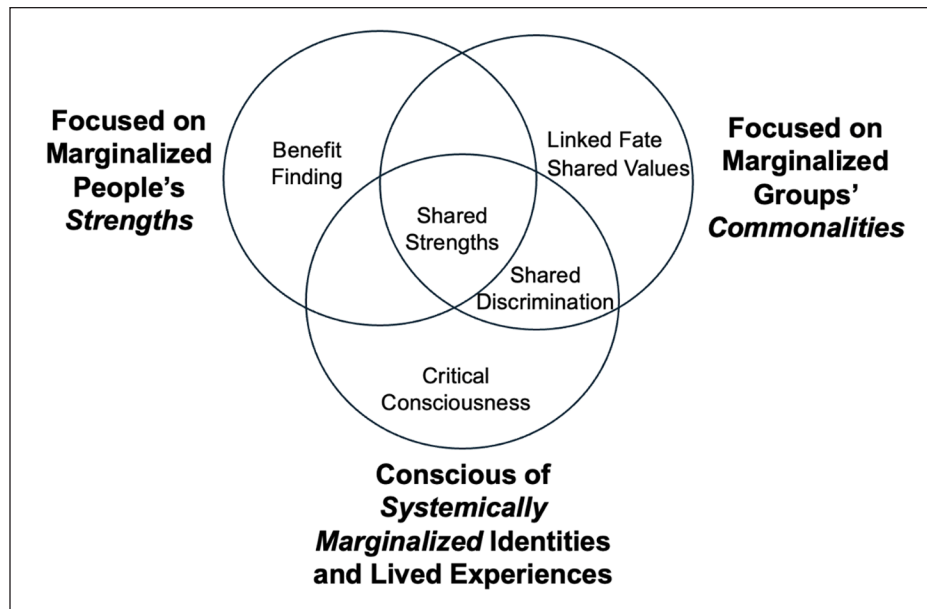 Focused on
Marginalized
People's
Strengths
Benefit
Finding
Linked Fate
Shared Values
Focused on
Marginalized
Groups'
Commonalities
Shared
Strengths
Shared
Discrimination
Critical
Consciousness
Conscious of
Systemically
Marginalized Identities
and Lived Experiences